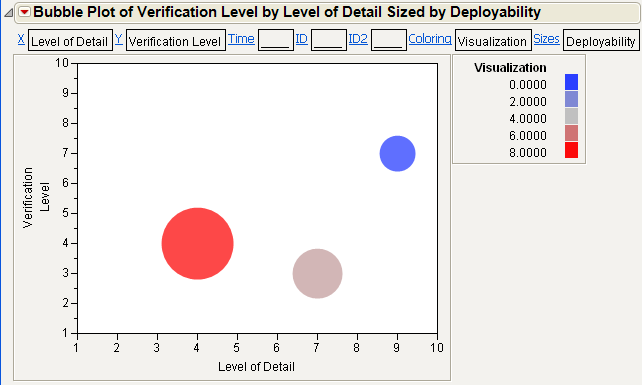 Bubble Plot of Verification Level by Level of Detail Sized by Deployability
X Level of Detail Y Verification Level Time ID ID2 Coloring Visualization Sizes Deployability
10
9
8
7
6
5
4
3
2
1
Verification
Level
1 2 3 4 5 6 7 8 9 10
Level of Detail
Visualization
0.0000
2.0000
4.0000
6.0000
8.0000